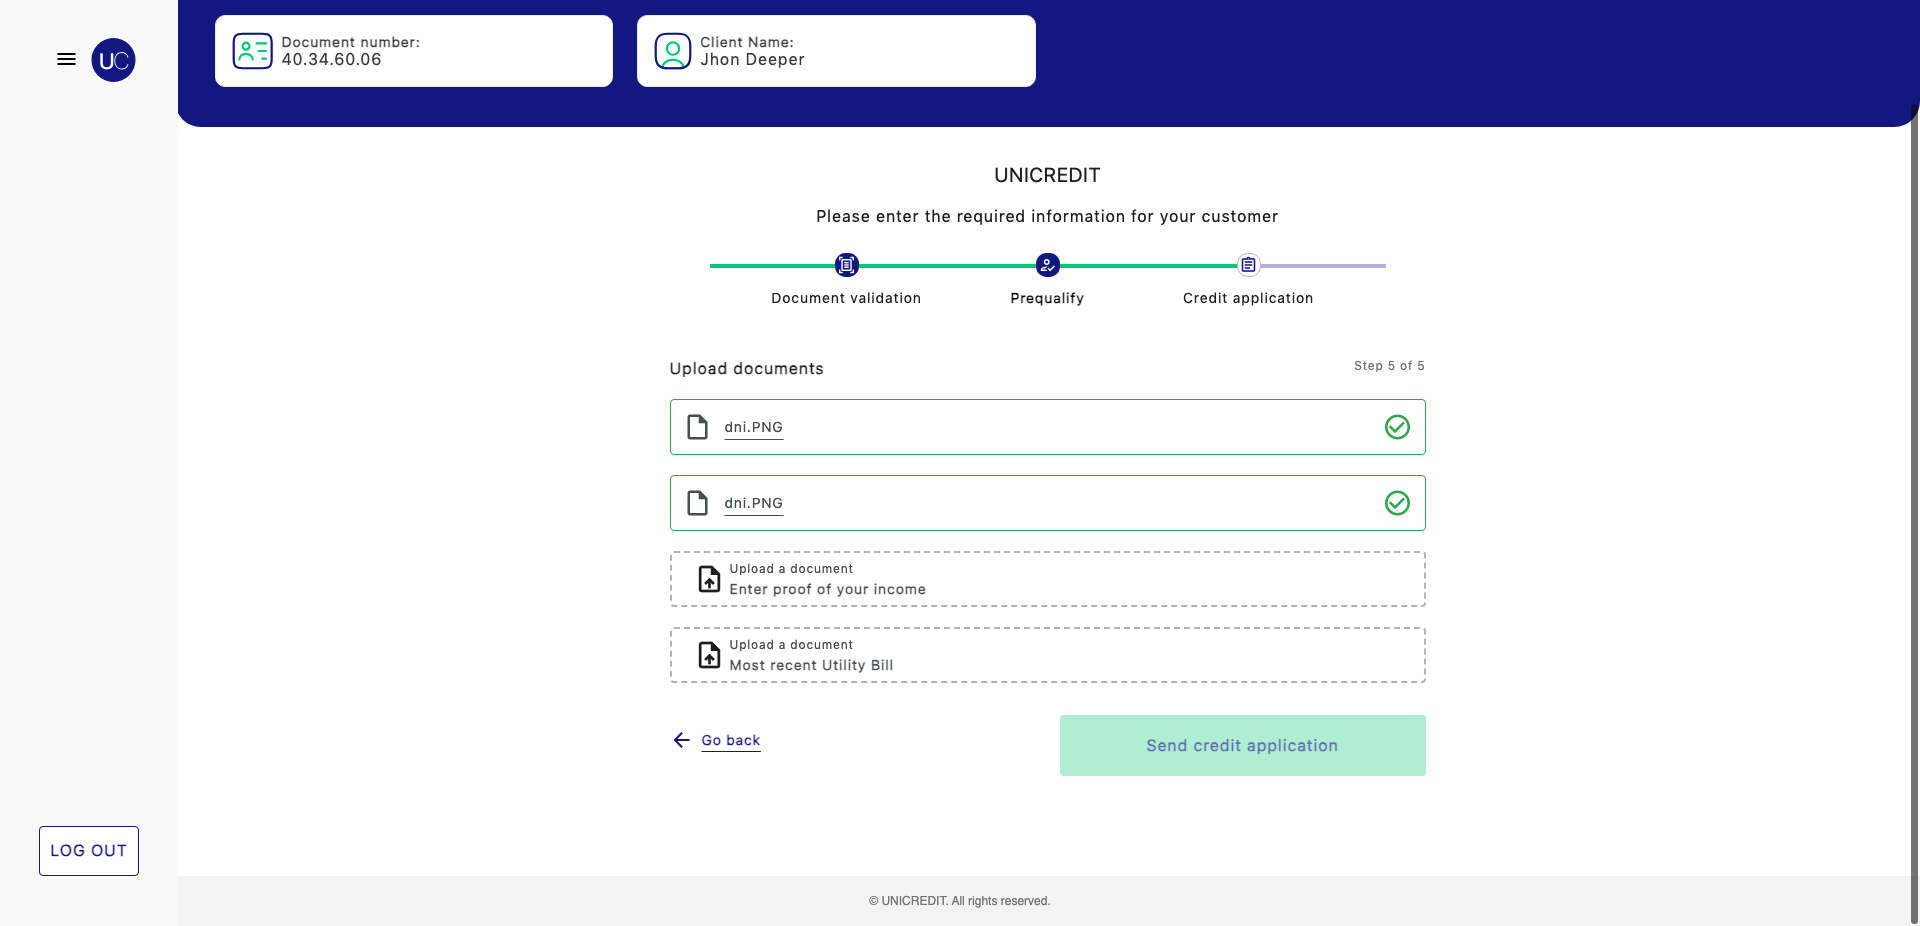 UC
Document number:
40.34.60.06
Client Name:
Jhon Deeper
UNICREDIT
Please enter the required information for your customer
Document validation
Prequalify
Credit application
Upload documents
Step 5 of 5
dni.PNG
dni.PNG
Upload a document
Enter proof of your income
Upload a document
Most recent Utility Bill
Go back
Send credit application
LOG OUT
© UNICREDIT. All rights reserved.